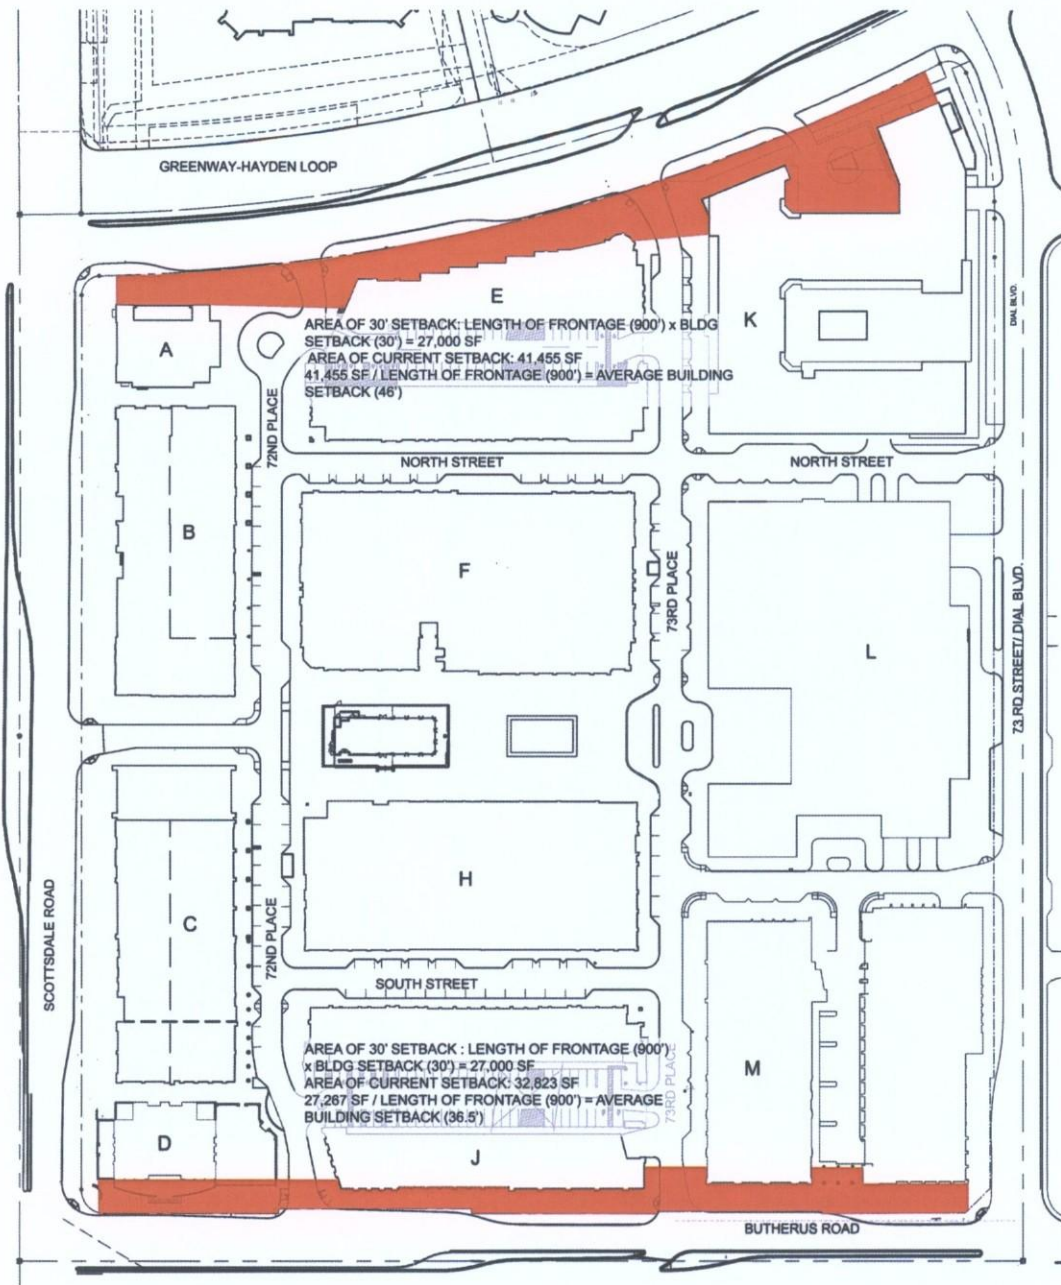 GREENWAY-HAYDEN LOOP
E
A
K
DIAL BLVD.
AREA OF 30' SETBACK: LENGTH OF FRONTAGE (900') x BLDG
SETBACK (30') = 27,000 SF
AREA OF CURRENT SETBACK: 41,455 SF
41,455 SF / LENGTH OF FRONTAGE (900') = AVERAGE BUILDING
SETBACK (46')
72ND PLACE
NORTH STREET
NORTH STREET
B
F
73RD PLACE
L
73 RD STREET/ DIAL BLVD.
H
SCOTTSDALE ROAD
C
72ND PLACE
SOUTH STREET
AREA OF 30' SETBACK : LENGTH OF FRONTAGE (900')
x BLDG SETBACK (30') = 27,000 SF
AREA OF CURRENT SETBACK: 32,823 SF
27,267 SF / LENGTH OF FRONTAGE (900') = AVERAGE
BUILDING SETBACK (36.5')
73RD PLACE
M
D
J
BUTHERUS ROAD